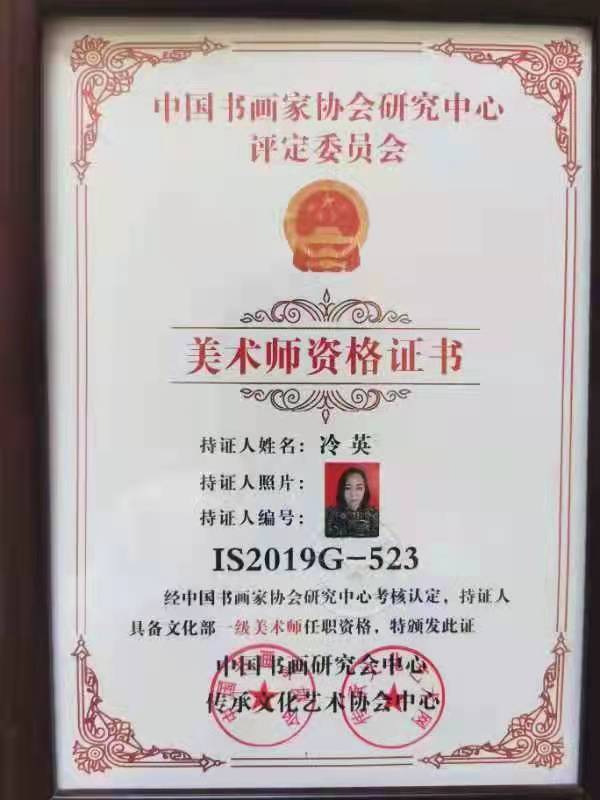 中国书画家协会研究中心
评定委员会
美术师资格证书
持证人姓名：冷英
持证人照片：
持证人编号：
IS2019G-523
经中国书画家协会研究中心考核认定，持证人
具备文化部一级美术师任职资格，特颁发此证
中国书画研究会中心
传承文化艺术协会中心